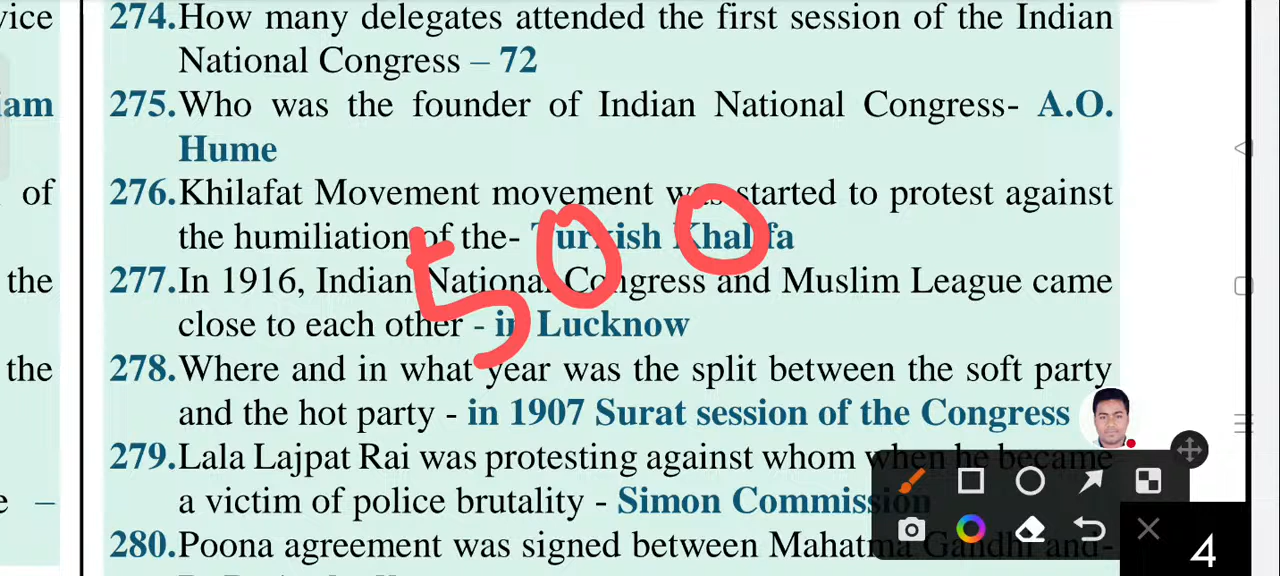 vice
iam
of
the
the
e –
274.How many delegates attended the first session of the Indian
National Congress – 72
275.Who was the founder of Indian National Congress- A.O.
Hume
276.Khilafat Movement movement was started to protest against
the humiliation of the- Turkish Khalifa
277.In 1916, Indian National Congress and Muslim League came
close to each other - in Lucknow
278.Where and in what year was the split between the soft party
and the hot party - in 1907 Surat session of the Congress
279.Lala Lajpat Rai was protesting against whom when he became
a victim of police brutality - Simon Commission
280.Poona agreement was signed between Mahatma Gandhi and-
500
4